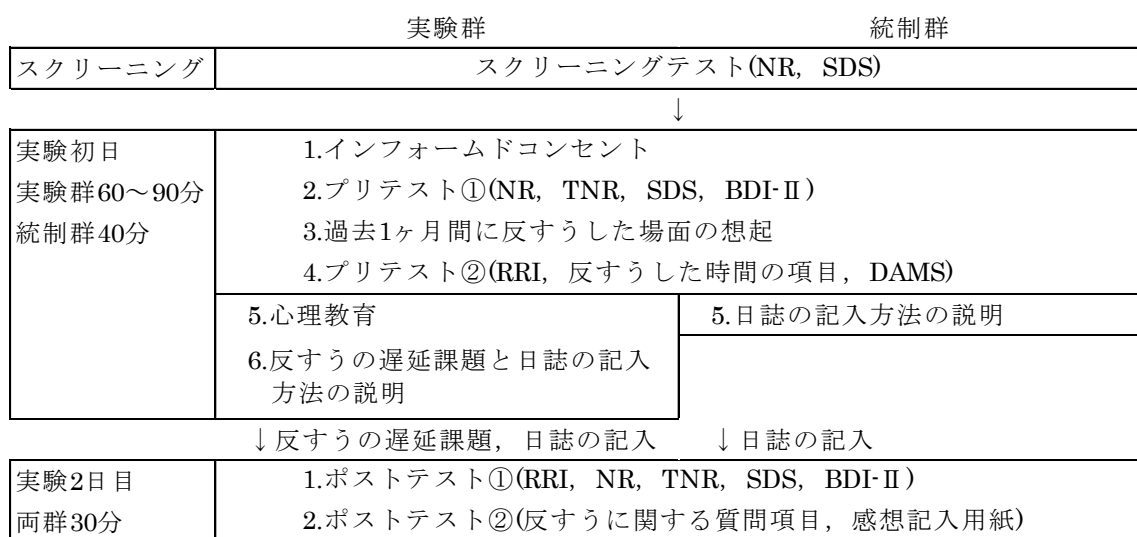 実験群 統制群
スクリーニング スクリーニングテスト(NR, SDS)
↓
実験初日 1.インフォームドコンセント
実験群60～90分 2.プリテスト①(NR, TNR, SDS, BDI-Ⅱ)
統制群40分 3.過去1ヶ月間に反すうした場面の想起
4.プリテスト②(RRI, 反すうした時間の項目, DAMS)
5.心理教育 5.日誌の記入方法の説明
6.反すうの遅延課題と日誌の記入
方法の説明
↓反すうの遅延課題, 日誌の記入 ↓日誌の記入
実験2日目 1.ポストテスト①(RRI, NR, TNR, SDS, BDI-Ⅱ)
両群30分 2.ポストテスト②(反すうに関する質問項目, 感想記入用紙)